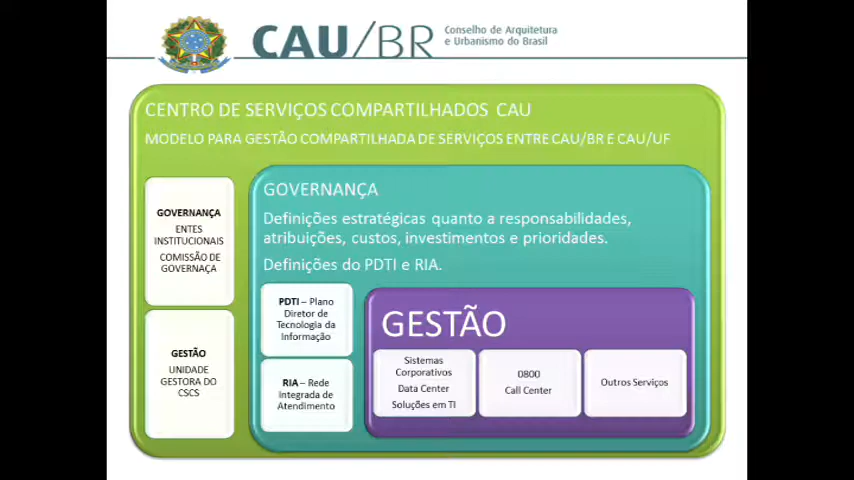 CAU/BR
Conselho de Arquitetura
e Urbanismo do Brasil
CENTRO DE SERVIÇOS COMPARTILHADOS CAU
MODELO PARA GESTÃO COMPARTILHADA DE SERVIÇOS ENTRE CAU/BR E CAU/UF
GOVERNANÇA
ENTES
INSTITUCIONAIS
COMISSÃO DE
GOVERNAÇA
GESTÃO
UNIDADE
GESTORA DO
CSCS
GOVERNANÇA
Definições estratégicas quanto a responsabilidades,
atribuições, custos, investimentos e prioridades.
Definições do PDTI e RIA.
PDTI – Plano
Diretor de
Tecnologia da
Informação
RIA – Rede
Integrada de
Atendimento
GESTÃO
Sistemas
Corporativos
Data Center
Soluções em TI
0800
Call Center
Outros Serviços